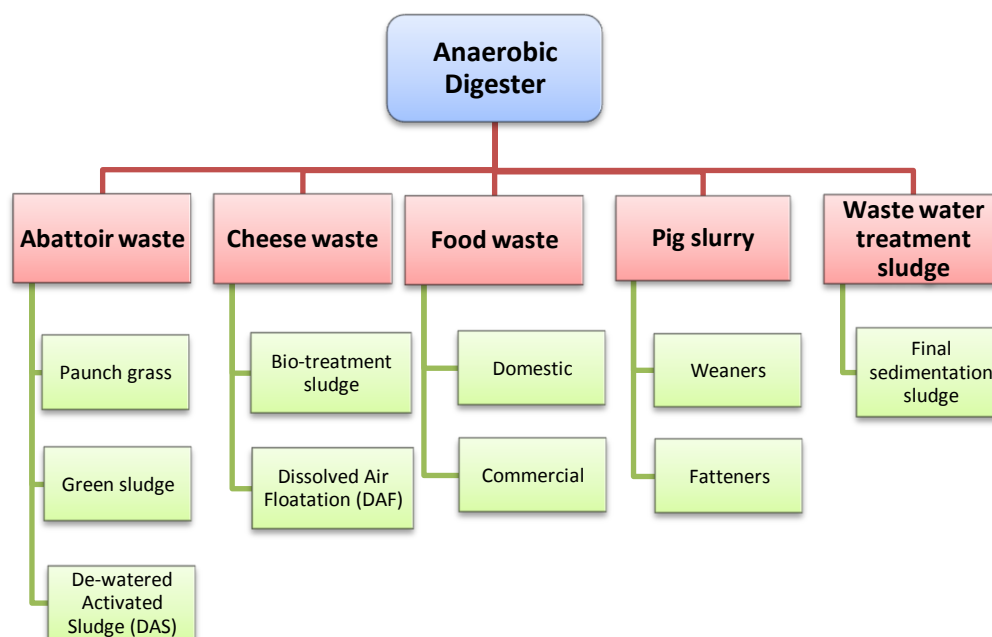 Anaerobic
Digester
Abattoir waste
Cheese waste
Food waste
Pig slurry
Waste water
treatment
sludge
Paunch grass
Green sludge
De-watered
Activated
Sludge (DAS)
Bio-treatment
sludge
Dissolved Air
Floatation (DAF)
Domestic
Commercial
Weaners
Fatteners
Final
sedimentation
sludge